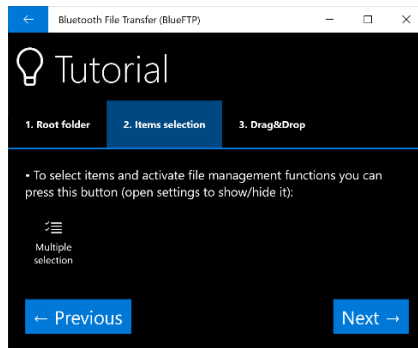 Bluetooth File Transfer (BlueFTP)
Tutorial
1. Root folder
2. Items selection
3. Drag&Drop
• To select items and activate file management functions you can
press this button (open settings to show/hide it):
Multiple
selection
← Previous
Next →